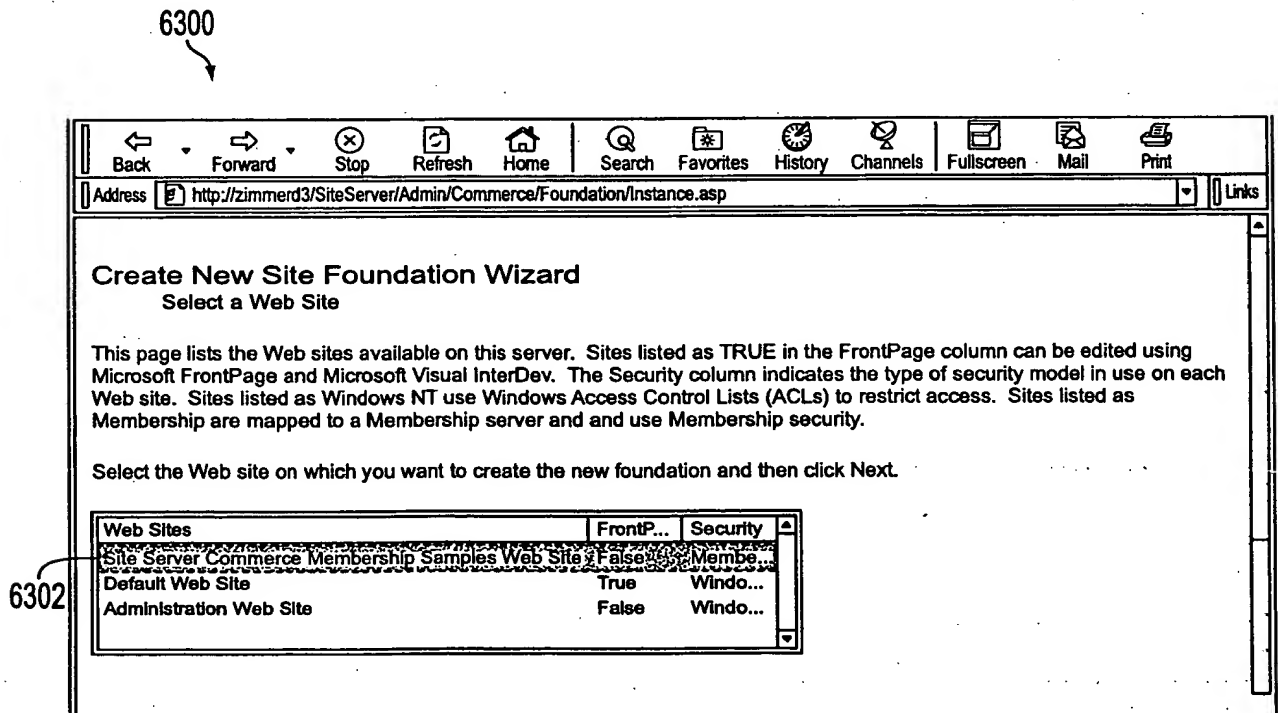 6300
Back Forward Stop Refresh Home Search Favorites History Channels Fullscreen Mail Print
Address http://zimmerd3/SiteServer/Admin/Commerce/Foundation/Instance.asp Links
Create New Site Foundation Wizard
Select a Web Site
This page lists the Web sites available on this server. Sites listed as TRUE in the FrontPage column can be edited using
Microsoft FrontPage and Microsoft Visual InterDev. The Security column indicates the type of security model in use on each
Web site. Sites listed as Windows NT use Windows Access Control Lists (ACLs) to restrict access. Sites listed as
Membership are mapped to a Membership server and and use Membership security.
Select the Web site on which you want to create the new foundation and then click Next.
Web Sites FrontP... Security
Site Server Commerce Membership Samples Web Site False Membe...
Default Web Site True Windo...
Administration Web Site False Windo...
6302